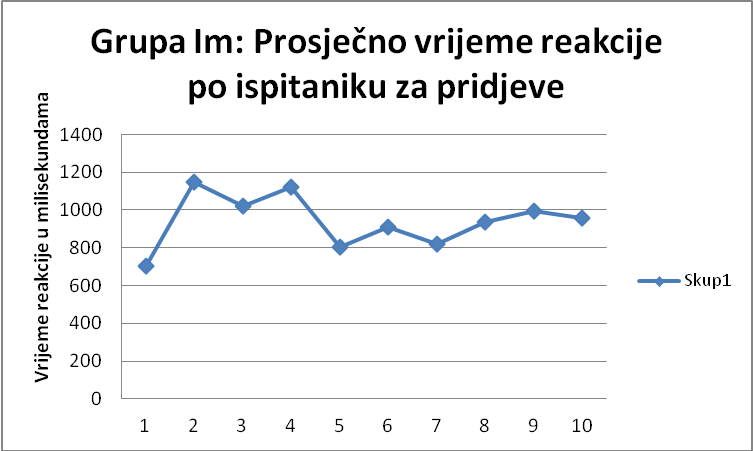 Grupa Im: Prosječno vrijeme reakcije
po ispitaniku za pridjeve
Vrijeme reakcije u milisekundama
1400
1200
1000
800
600
400
200
0
1 2 3 4 5 6 7 8 9 10
Skup1